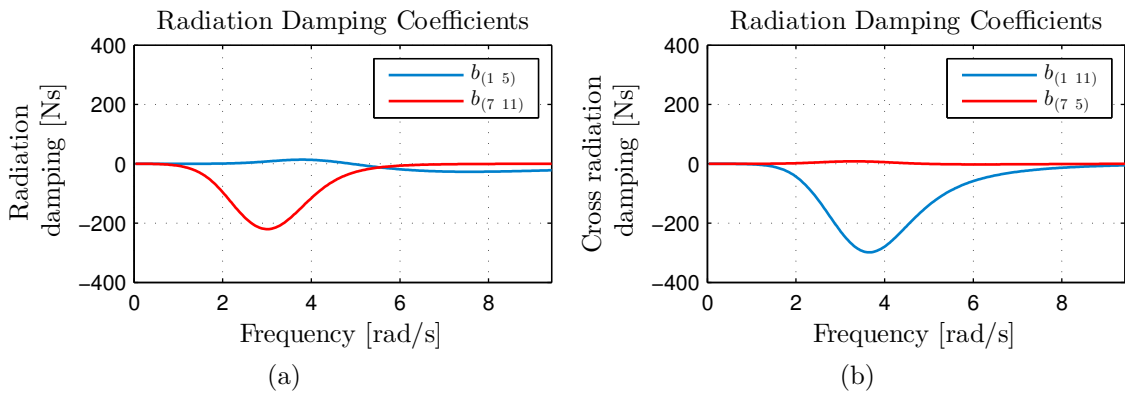 Radiation Damping Coefficients
Radiation
damping [Ns]
400
200
0
−200
−400
b(1 5)
b(7 11)
0 2 4 6 8
Frequency [rad/s]
(a)
Radiation Damping Coefficients
Cross radiation
damping [Ns]
400
200
0
−200
−400
b(1 11)
b(7 5)
0 2 4 6 8
Frequency [rad/s]
(b)